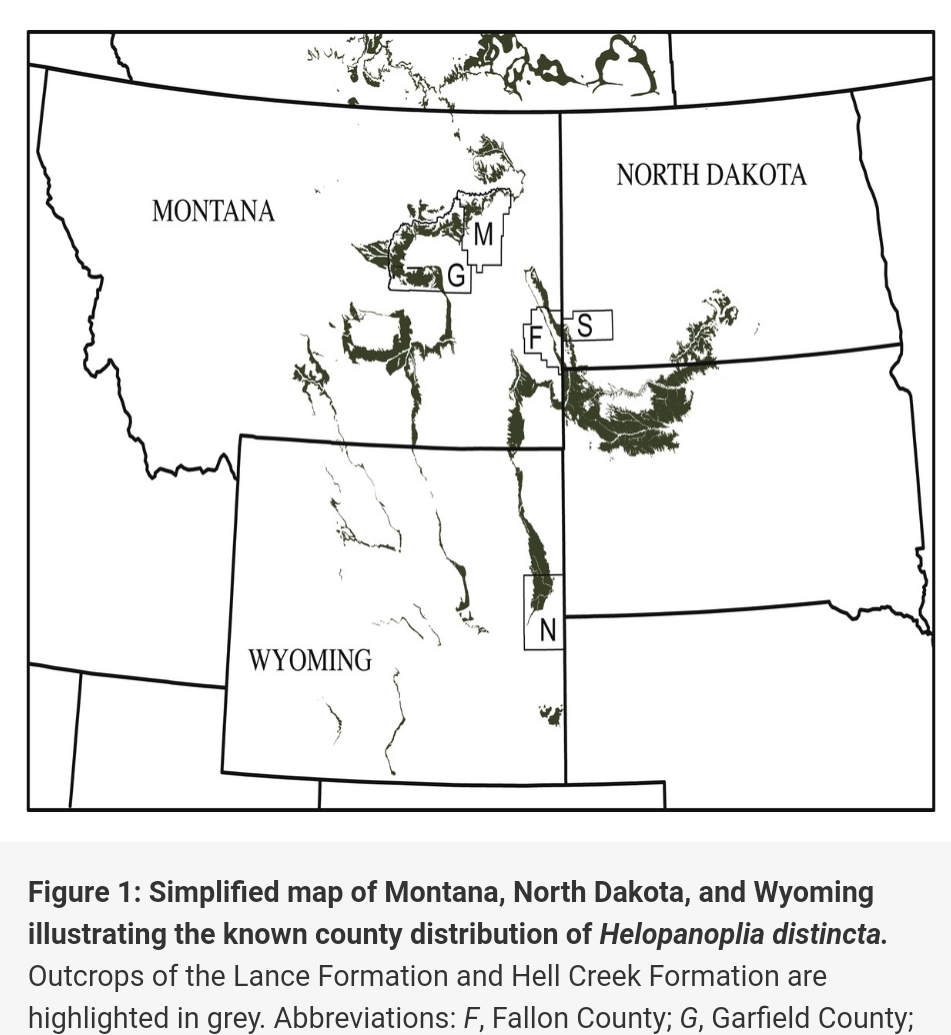 NORTH DAKOTA
MONTANA
M
G
S
F
N
WYOMING
Figure 1: Simplified map of Montana, North Dakota, and Wyoming
illustrating the known county distribution of Helopanoplia distincta.
Outcrops of the Lance Formation and Hell Creek Formation are
highlighted in grey. Abbreviations: F, Fallon County; G, Garfield County;